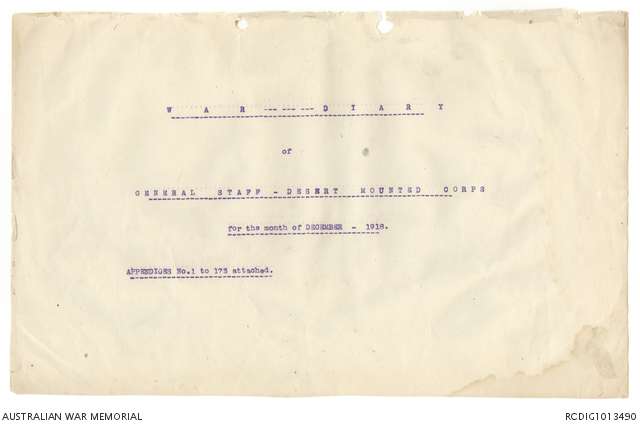 W A R --- --- --- D I A R Y
of
GENERAL STAFF - DESERT MOUNTED CORPS
for the month of DECEMBER - 1918.
APPENDICES No.1 to 173 attached.
AUSTRALIAN WAR MEMORIAL
RCDIG1013490